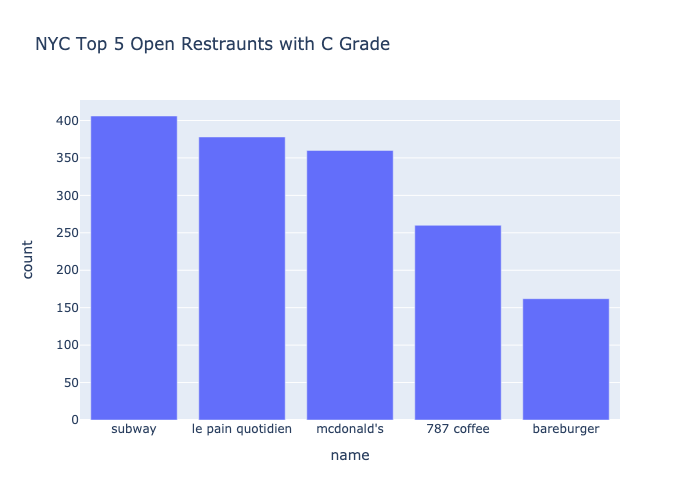 NYC Top 5 Open Restraunts with C Grade
count
400
350
300
250
200
150
100
50
0
subway le pain quotidien mcdonald's 787 coffee bareburger
name